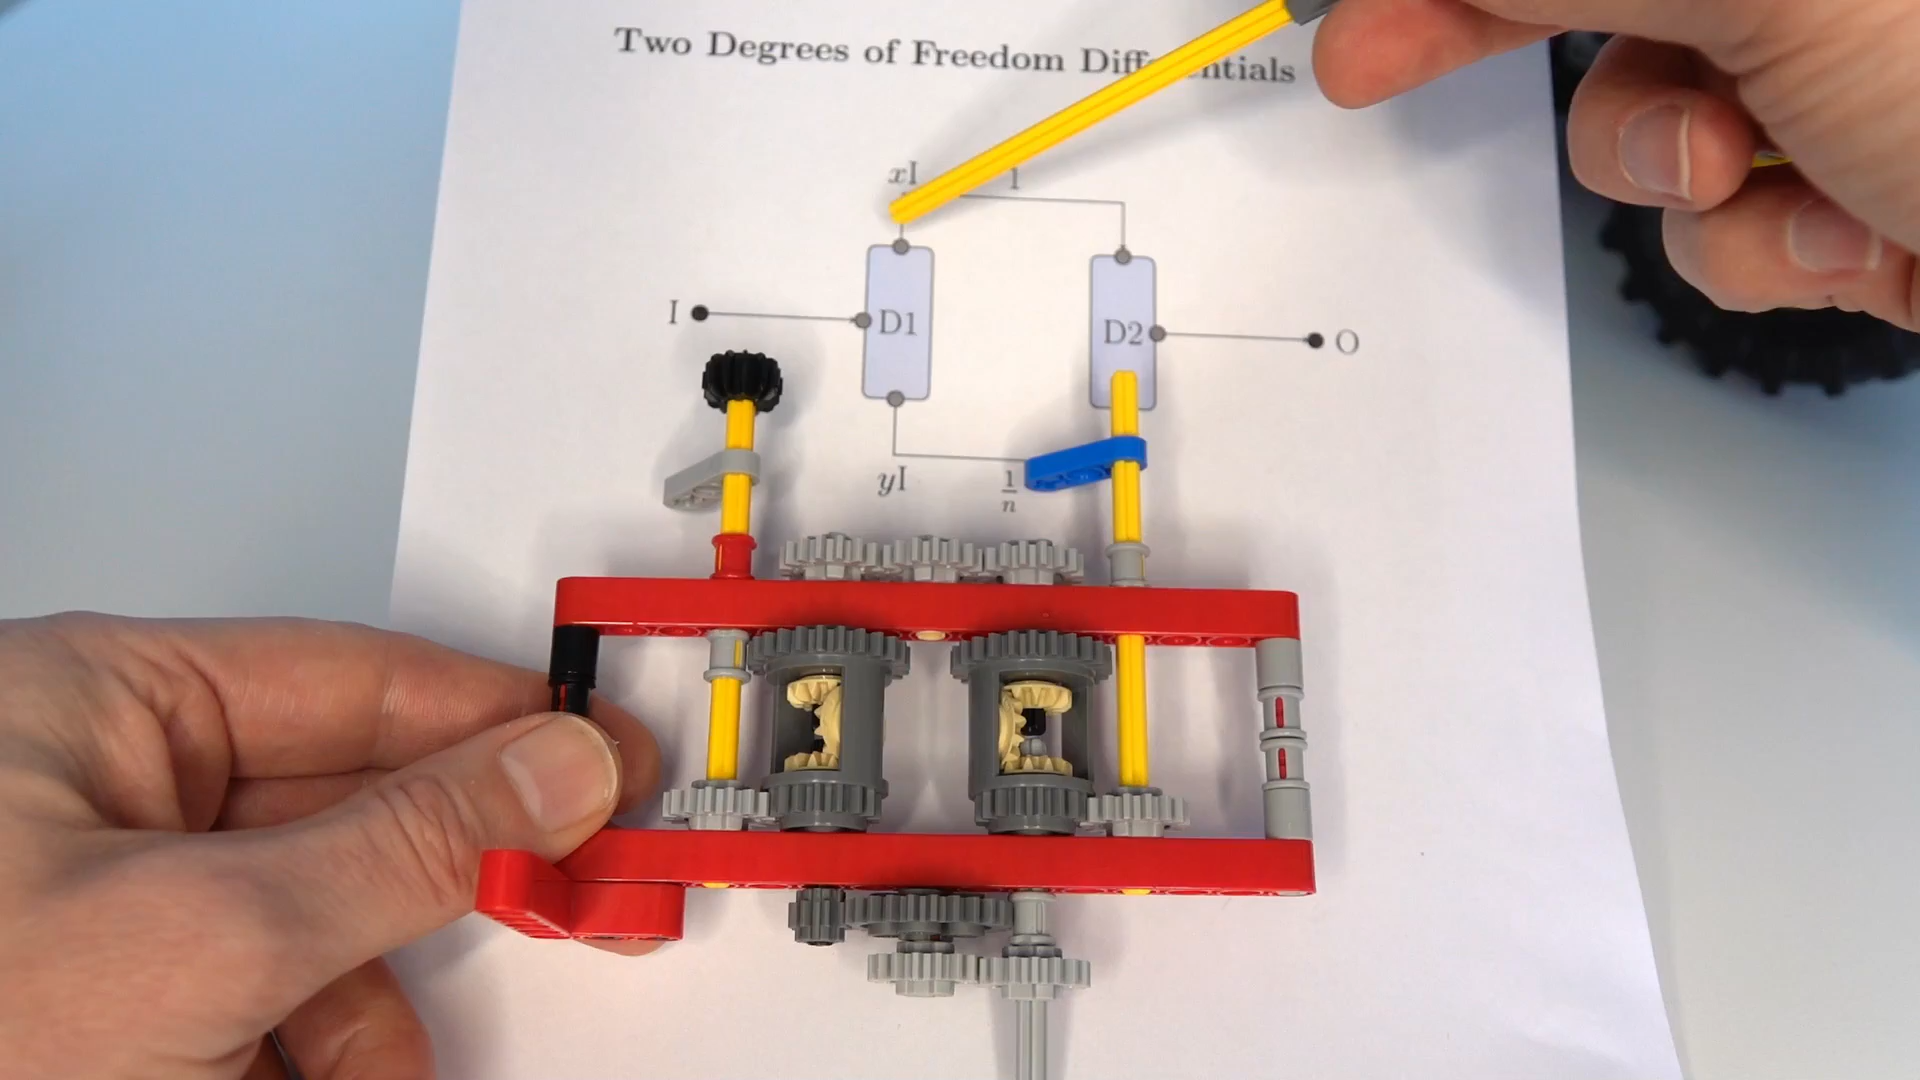 Two Degrees of Freedom
xI 1
I D1 D2 O
yI 1/n